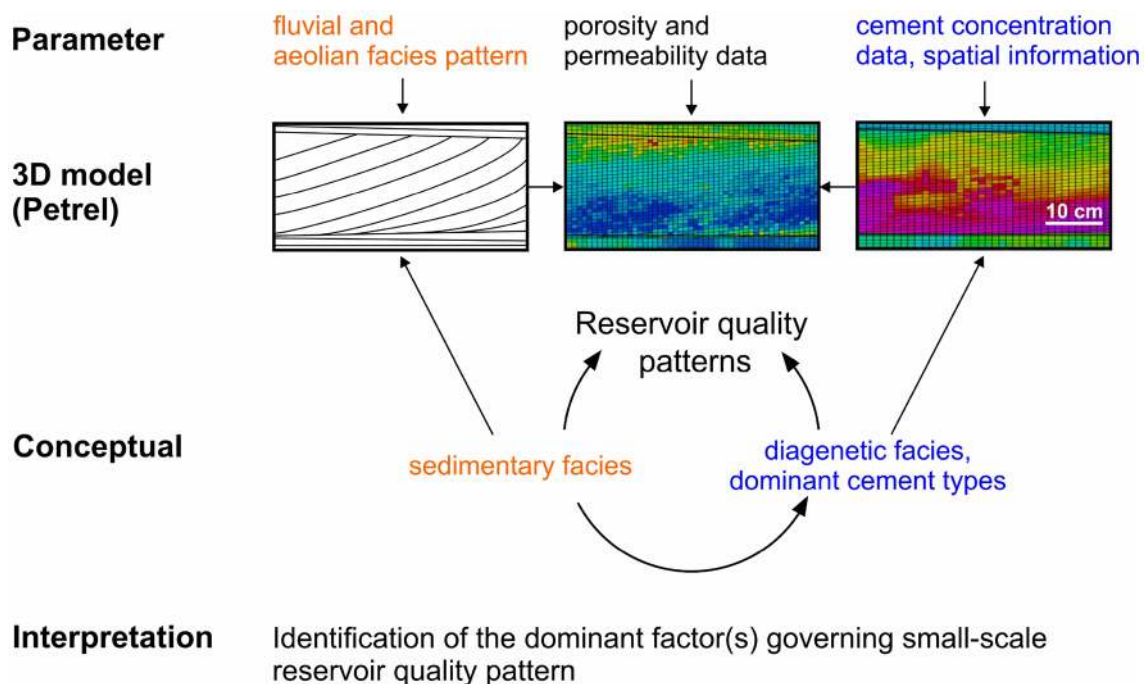 Parameter
fluvial and
aeolian facies pattern
porosity and
permeability data
cement concentration
data, spatial information
3D model
(Petrel)
10 cm
Reservoir quality
patterns
Conceptual
sedimentary facies
diagenetic facies,
dominant cement types
Interpretation
Identification of the dominant factor(s) governing small-scale
reservoir quality pattern